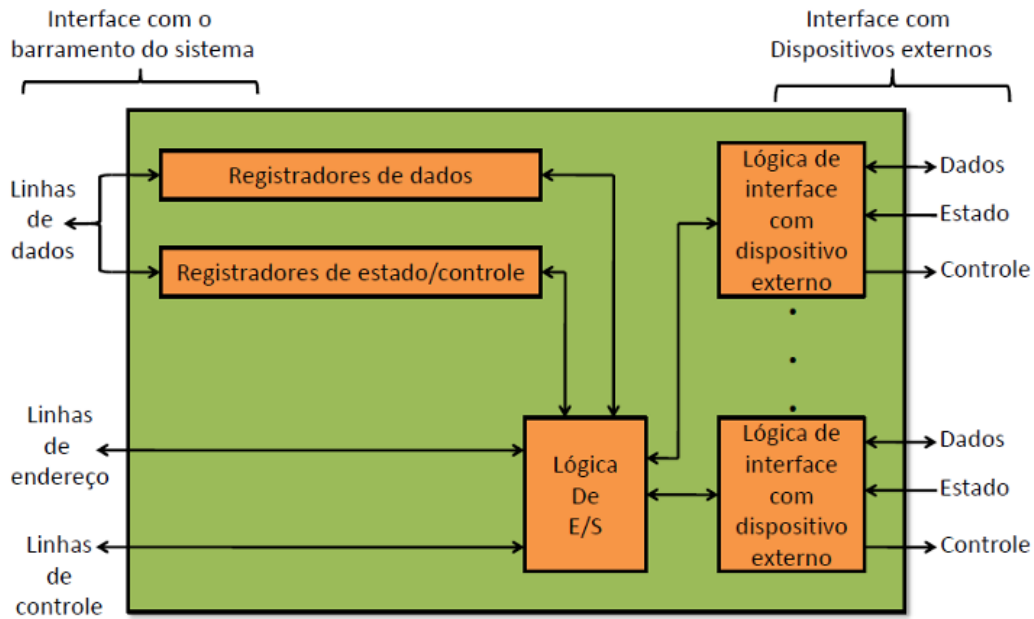 Interface com o
barramento do sistema
Interface com
Dispositivos externos
Registradores de dados
Linhas
de
dados
Registradores de estado/controle
Lógica de
interface
com
dispositivo
externo
Dados
Estado
Controle
Linhas
de
endereço
Linhas
de
controle
Lógica
De
E/S
Lógica de
interface
com
dispositivo
externo
Dados
Estado
Controle